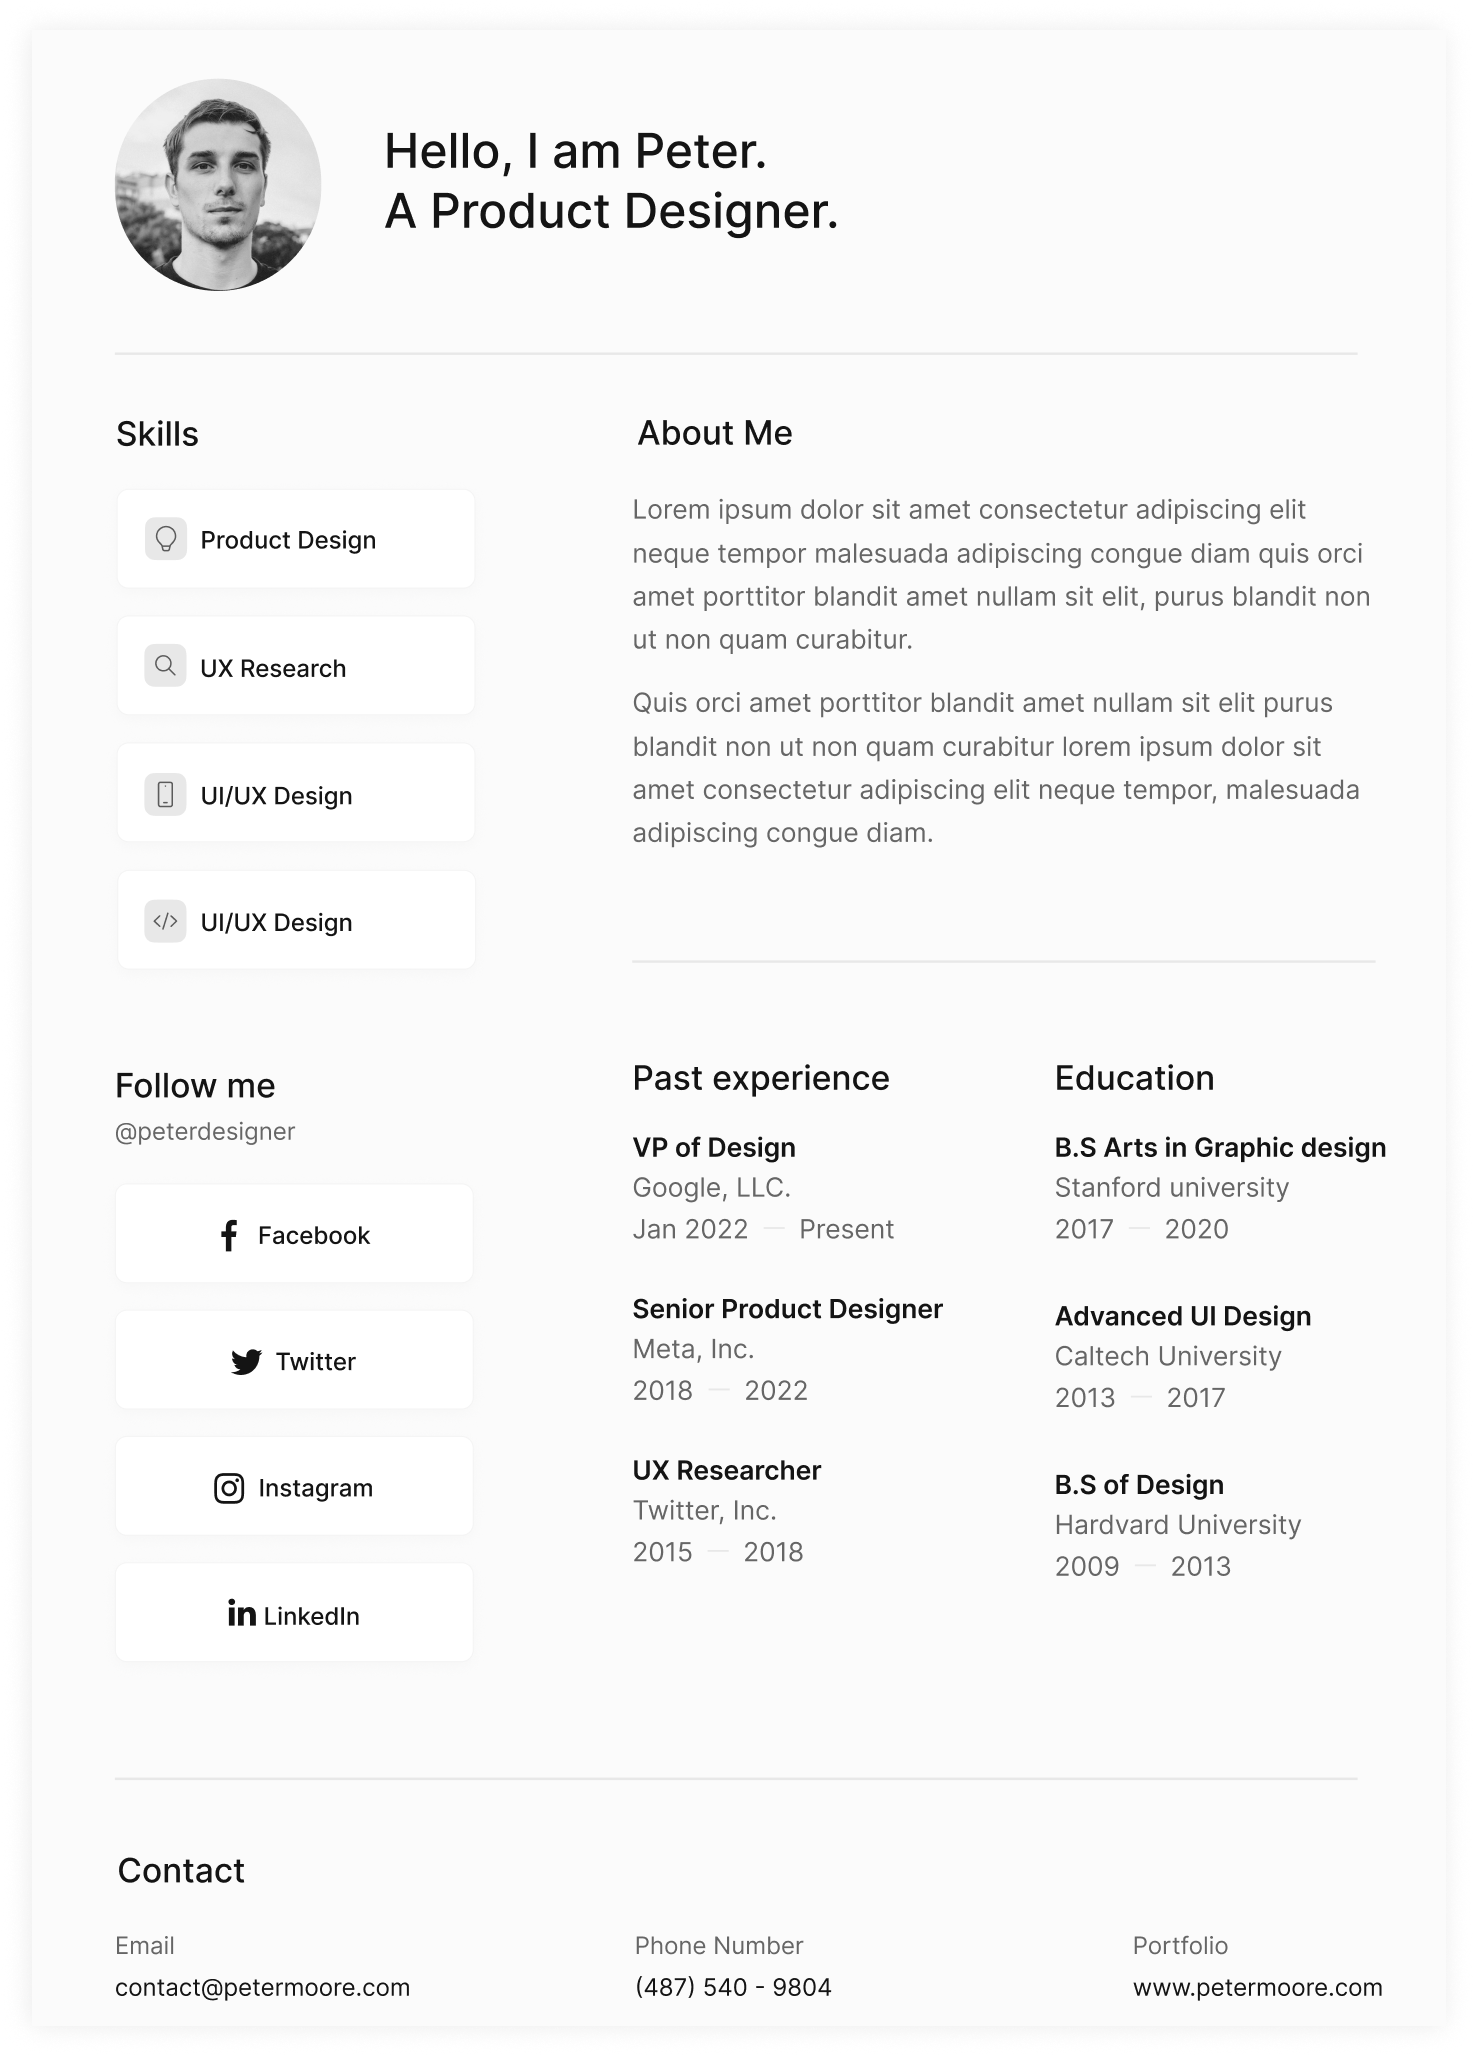 Hello, I am Peter.
A Product Designer.
Skills
Product Design
UX Research
UI/UX Design
UI/UX Design
About Me
Lorem ipsum dolor sit amet consectetur adipiscing elit
neque tempor malesuada adipiscing congue diam quis orci
amet porttitor blandit amet nullam sit elit, purus blandit non
ut non quam curabitur.
Quis orci amet porttitor blandit amet nullam sit elit purus
blandit non ut non quam curabitur lorem ipsum dolor sit
amet consectetur adipiscing elit neque tempor, malesuada
adipiscing congue diam.
Follow me
@peterdesigner
Facebook
Twitter
Instagram
in LinkedIn
Past experience
VP of Design
Google, LLC.
Jan 2022 — Present
Senior Product Designer
Meta, Inc.
2018 — 2022
UX Researcher
Twitter, Inc.
2015 — 2018
Education
B.S Arts in Graphic design
Stanford university
2017 — 2020
Advanced UI Design
Caltech University
2013 — 2017
B.S of Design
Hardvard University
2009 — 2013
Contact
Email
contact@petermoore.com
Phone Number
(487) 540 - 9804
Portfolio
www.petermoore.com